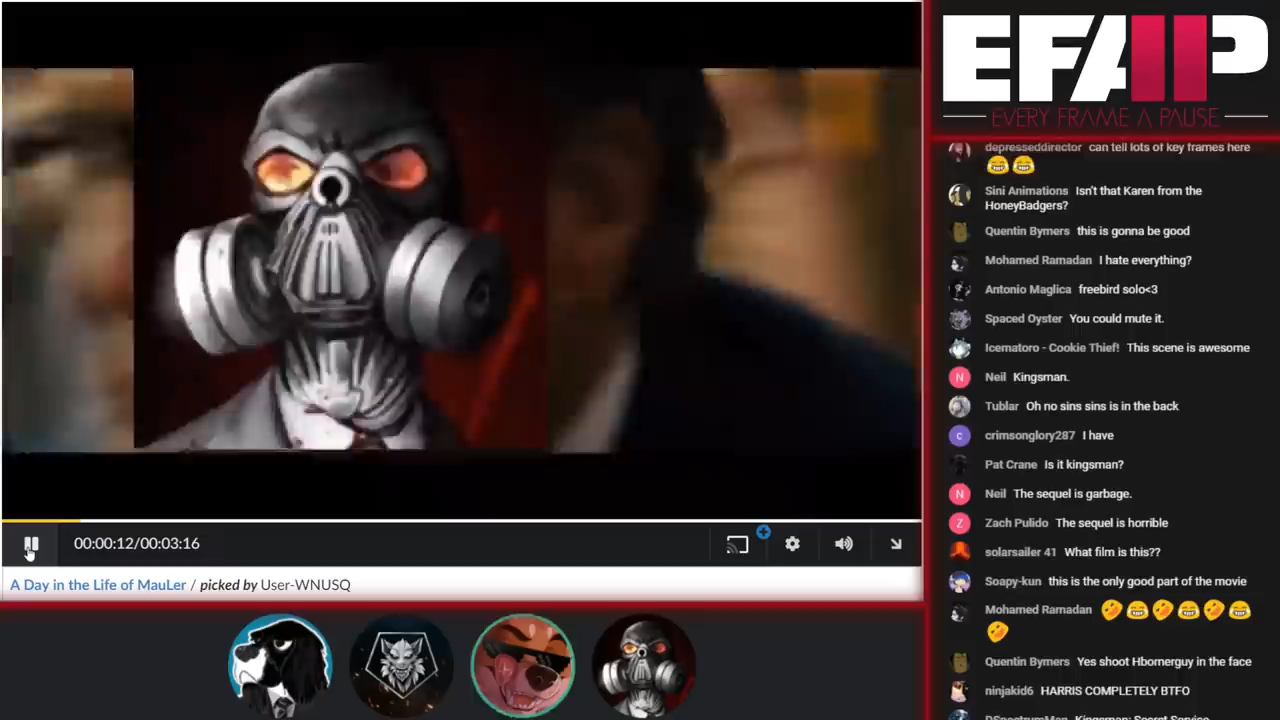 EFAP
EVERY FRAME A PAUSE
depresseddirector can tell lots of key frames here
😂😂
Sini Animations Isn't that Karen from the
HoneyBadgers?
Quentin Bymers this is gonna be good
Mohamed Ramadan I hate everything?
Antonio Maglica freebird solo<3
Spaced Oyster You could mute it.
Icematoro - Cookie Thief! This scene is awesome
N Neil Kingsman.
Tublar Oh no sins sins is in the back
c crimsonglory287 I have
Pat Crane Is it kingsman?
N Neil The sequel is garbage.
Z Zach Pulido The sequel is horrible
solarsailer 41 What film is this??
Soapy-kun this is the only good part of the movie
Mohamed Ramadan 🤣😂🤣😂🤣😂
🤣
Quentin Bymers Yes shoot Hbomerguy in the face
ninjakid6 HARRIS COMPLETELY BTFO
DSpectrumMan Kingsman: Secret Service
00:00:12/00:03:16
A Day in the Life of MauLer / picked by User-WNUSQ